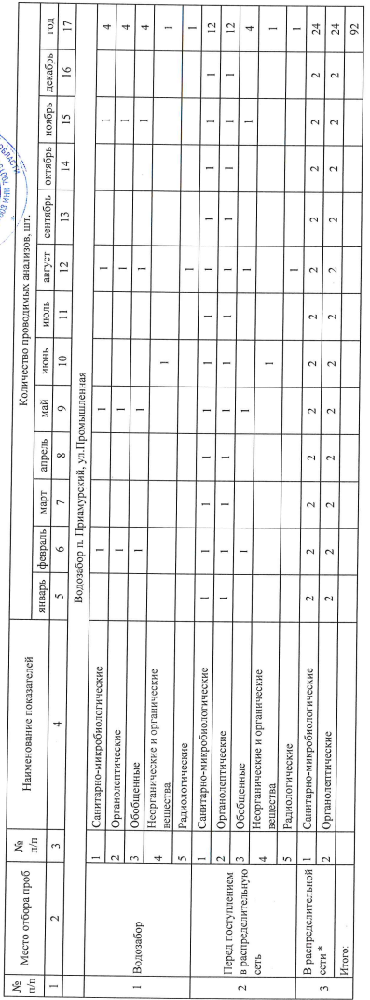 № п/п | Место отбора проб | № п/п | Наименование показателей | Количество проводимых анализов, шт.
январь | февраль | март | апрель | май | июнь | июль | август | сентябрь | октябрь | ноябрь | декабрь | год
1 | 2 | 3 | 4 | 5 | 6 | 7 | 8 | 9 | 10 | 11 | 12 | 13 | 14 | 15 | 16 | 17
Водозабор п. Приамурский, ул.Промышленная
1 | Водозабор | 1 | Санитарно-микробиологические | | 1 | | | 1 | | | 1 | | | 1 | | 4
2 | Органолептические | | 1 | | | 1 | | | 1 | | | 1 | | 4
3 | Обобщенные | | 1 | | | 1 | | | 1 | | | 1 | | 4
4 | Неорганические и органические вещества | | | | | | 1 | | | | | | | 1
5 | Радиологические | | | | | | | | 1 | | | | | 1
2 | Перед поступлением в распределительную сеть | 1 | Санитарно-микробиологические | 1 | 1 | 1 | 1 | 1 | 1 | 1 | 1 | 1 | 1 | 1 | 1 | 12
2 | Органолептические | 1 | 1 | 1 | 1 | 1 | 1 | 1 | 1 | 1 | 1 | 1 | 1 | 12
3 | Обобщенные | | 1 | | | 1 | | | 1 | | | 1 | | 4
4 | Неорганические и органические вещества | | | | | | 1 | | | | | | | 1
5 | Радиологические | | | | | | | | 1 | | | | | 1
3 | В распределительной сети * | 1 | Санитарно-микробиологические | 2 | 2 | 2 | 2 | 2 | 2 | 2 | 2 | 2 | 2 | 2 | 2 | 24
2 | Органолептические | 2 | 2 | 2 | 2 | 2 | 2 | 2 | 2 | 2 | 2 | 2 | 2 | 24
Итого: | 92